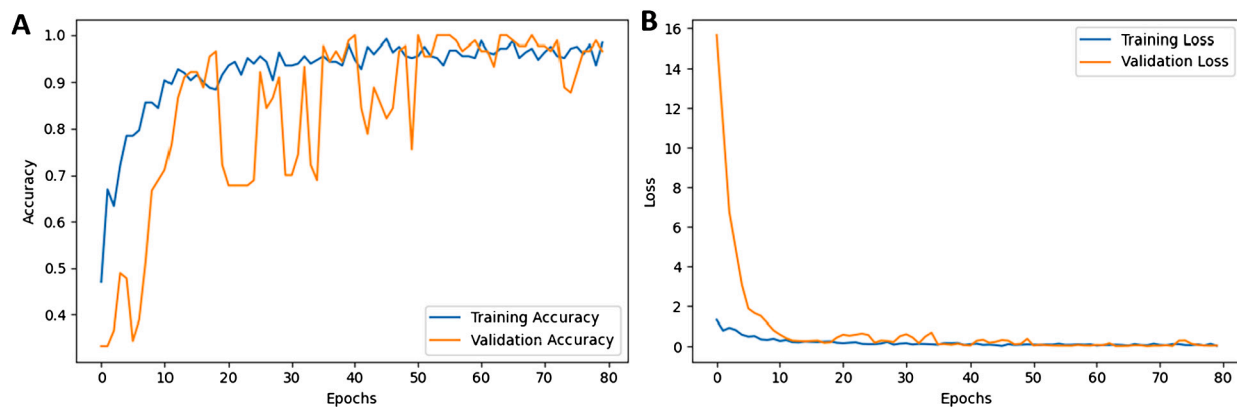 A
1.0
0.9
0.8
0.7
0.6
0.5
0.4
Accuracy
Training Accuracy
Validation Accuracy
0 10 20 30 40 50 60 70 80
Epochs
B
16
14
12
10
8
6
4
2
0
Loss
Training Loss
Validation Loss
0 10 20 30 40 50 60 70 80
Epochs